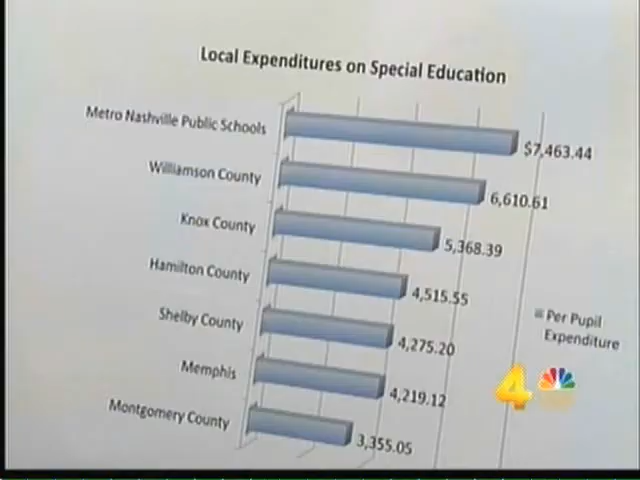 Local Expenditures on Special Education
Metro Nashville Public Schools
$7,463.44
Williamson County
6,610.61
Knox County
5,368.39
Hamilton County
4,515.55
Shelby County
4,275.20
Memphis
4,219.12
Montgomery County
3,355.05
Per Pupil
Expenditure
4